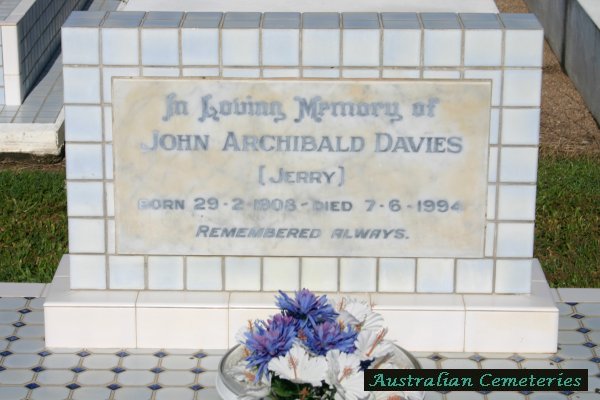 In Loving Memory of
JOHN ARCHIBALD DAVIES
[JERRY]
BORN 29-2-1908-DIED 7-6-1994
REMEMBERED ALWAYS.
Australian Cemeteries